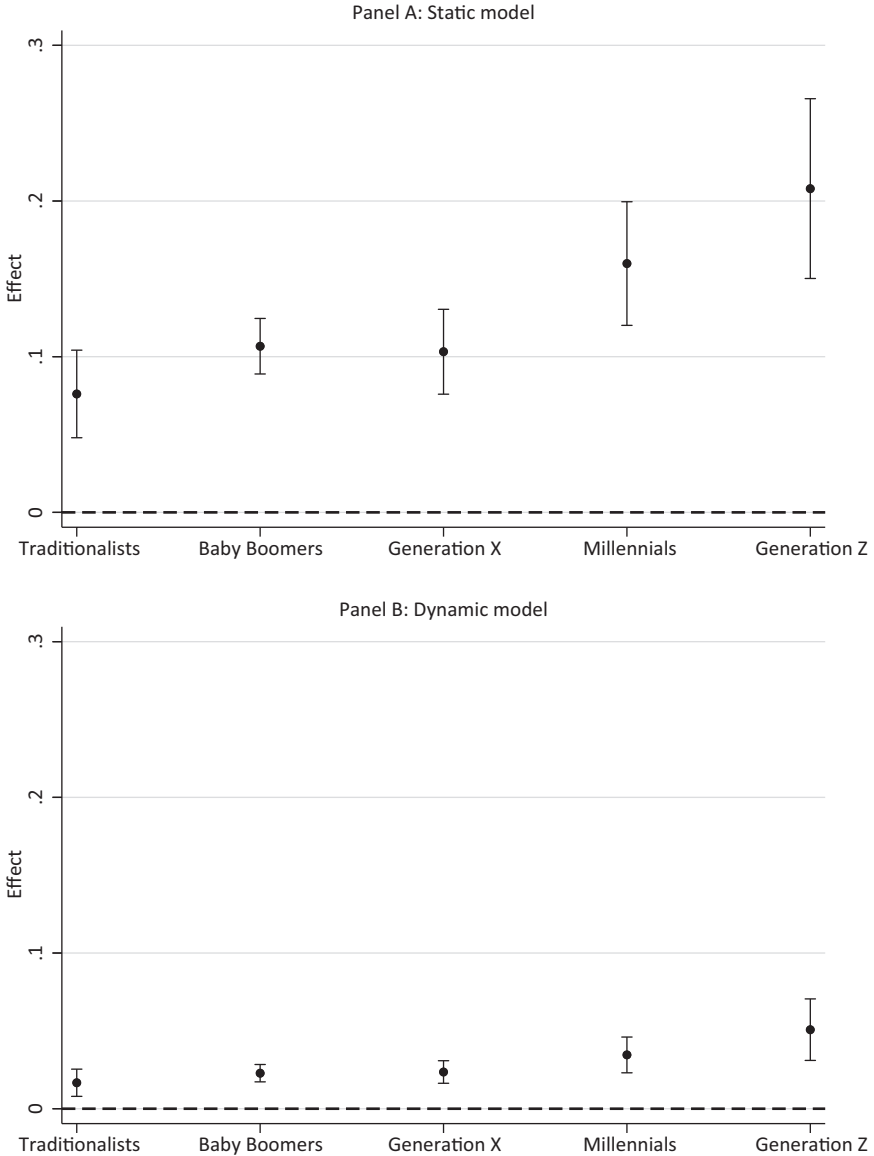 Panel A: Static model
.3
.2
.1
0
Effect
Traditionalists Baby Boomers Generation X Millennials Generation Z
Panel B: Dynamic model
.3
.2
.1
0
Effect
Traditionalists Baby Boomers Generation X Millennials Generation Z